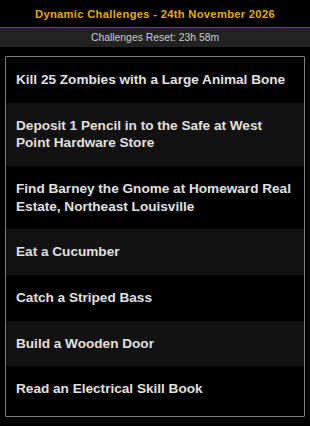 Dynamic Challenges - 24th November 2026
Challenges Reset: 23h 58m
Kill 25 Zombies with a Large Animal Bone
Deposit 1 Pencil in to the Safe at West
Point Hardware Store
Find Barney the Gnome at Homeward Real
Estate, Northeast Louisville
Eat a Cucumber
Catch a Striped Bass
Build a Wooden Door
Read an Electrical Skill Book